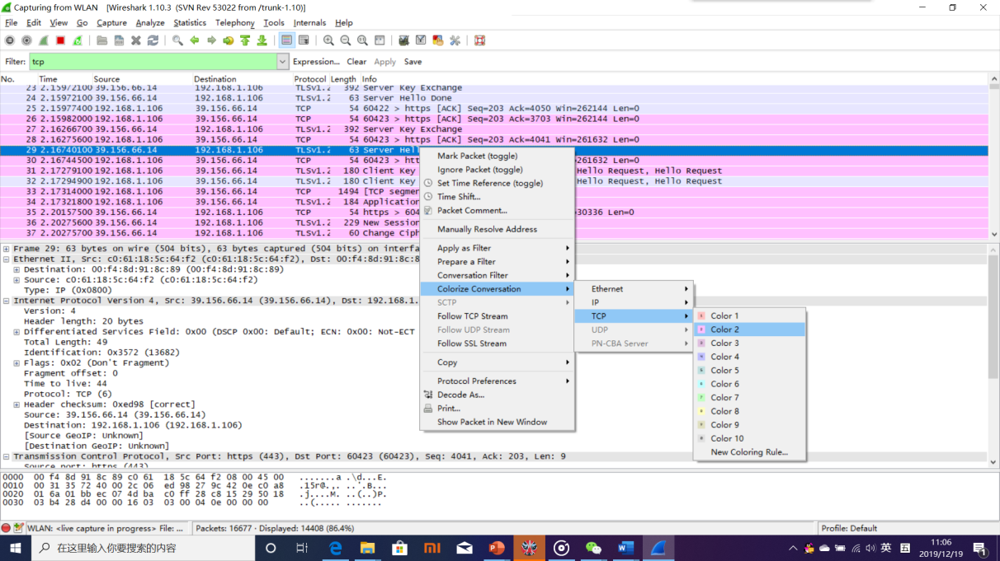 Capturing from WLAN [Wireshark 1.10.3 (SVN Rev 53022 from /trunk-1.10)]
File Edit View Go Capture Analyze Statistics Telephony Tools Internals Help
Filter: tcp Expression... Clear Apply Save
No. Time Source Destination Protocol Length Info
23 2.15972100 39.156.66.14 192.168.1.106 TLSv1.2 392 Server Key Exchange
24 2.15972100 39.156.66.14 192.168.1.106 TLSv1.2 63 Server Hello Done
25 2.15977400 192.168.1.106 39.156.66.14 TCP 54 60422 > https [ACK] Seq=203 Ack=4050 Win=262144 Len=0
26 2.15982000 192.168.1.106 39.156.66.14 TCP 54 60423 > https [ACK] Seq=203 Ack=3703 Win=262144 Len=0
27 2.16266700 39.156.66.14 192.168.1.106 TLSv1.2 392 Server Key Exchange
28 2.16275600 192.168.1.106 39.156.66.14 TCP 54 60423 > https [ACK] Seq=203 Ack=4041 Win=261632 Len=0
29 2.16740100 39.156.66.14 192.168.1.106 TLSv1.2 63 Server Hel
30 2.16744500 192.168.1.106 39.156.66.14 TCP 54 60423 > htt =261632 Len=0
31 2.17279100 192.168.1.106 39.156.66.14 TLSv1.2 180 Client Key Hello Request, Hello Request
32 2.17294900 192.168.1.106 39.156.66.14 TLSv1.2 180 Client Key Hello Request, Hello Request
33 2.17314000 192.168.1.106 39.156.66.14 TCP 1494 [TCP segmen
34 2.17321800 192.168.1.106 39.156.66.14 TLSv1.2 184 Application
35 2.20157500 39.156.66.14 192.168.1.106 TCP 54 https > 604 30336 Len=0
36 2.20275600 39.156.66.14 192.168.1.106 TLSv1.2 229 New Session
37 2.20275700 39.156.66.14 192.168.1.106 TLSv1.2 60 Change Ciph
Mark Packet (toggle)
Ignore Packet (toggle)
Set Time Reference (toggle)
Time Shift...
Packet Comment...
Manually Resolve Address
Apply as Filter
Prepare a Filter
Conversation Filter
Colorize Conversation
SCTP
Follow TCP Stream
Follow UDP Stream
Follow SSL Stream
Copy
Protocol Preferences
Decode As...
Print...
Show Packet in New Window
Ethernet
IP
TCP
UDP
PN-CBA Server
Color 1
Color 2
Color 3
Color 4
Color 5
Color 6
Color 7
Color 8
Color 9
Color 10
New Coloring Rule...
Frame 29: 63 bytes on wire (504 bits), 63 bytes captured (504 bits) on interfa
Ethernet II, Src: c0:61:18:5c:64:f2 (c0:61:18:5c:64:f2), Dst: 00:f4:8d:91:8c:8
Destination: 00:f4:8d:91:8c:89 (00:f4:8d:91:8c:89)
Source: c0:61:18:5c:64:f2 (c0:61:18:5c:64:f2)
Type: IP (0x0800)
Internet Protocol Version 4, Src: 39.156.66.14 (39.156.66.14), Dst: 192.168.1.
Version: 4
Header length: 20 bytes
Differentiated Services Field: 0x00 (DSCP 0x00: Default; ECN: 0x00: Not-ECT
Total Length: 49
Identification: 0x3572 (13682)
Flags: 0x02 (Don't Fragment)
Fragment offset: 0
Time to live: 44
Protocol: TCP (6)
Header checksum: 0xed98 [correct]
Source: 39.156.66.14 (39.156.66.14)
Destination: 192.168.1.106 (192.168.1.106)
[Source GeoIP: Unknown]
[Destination GeoIP: Unknown]
Transmission Control Protocol, Src Port: https (443), Dst Port: 60423 (60423), Seq: 4041, Ack: 203, Len: 9
Source port: https (443)
0000 00 f4 8d 91 8c 89 c0 61 18 5c 64 f2 08 00 45 00 .......a .\d...E.
0010 00 31 35 72 40 00 2c 06 ed 98 27 9c 42 0e c0 a8 .15r@.,. ..'.B...
0020 01 6a 01 bb ec 07 4d ba c0 ff 28 c8 15 29 50 18 .j....M. ..(..)P.
0030 03 b4 28 d4 00 00 16 03 03 00 04 0e 00 00 00 ..(..... .......
WLAN: <live capture in progress> File: ... Packets: 16677 · Displayed: 14408 (86.4%) Profile: Default
在这里输入你要搜索的内容
英
11:06
2019/12/19
1